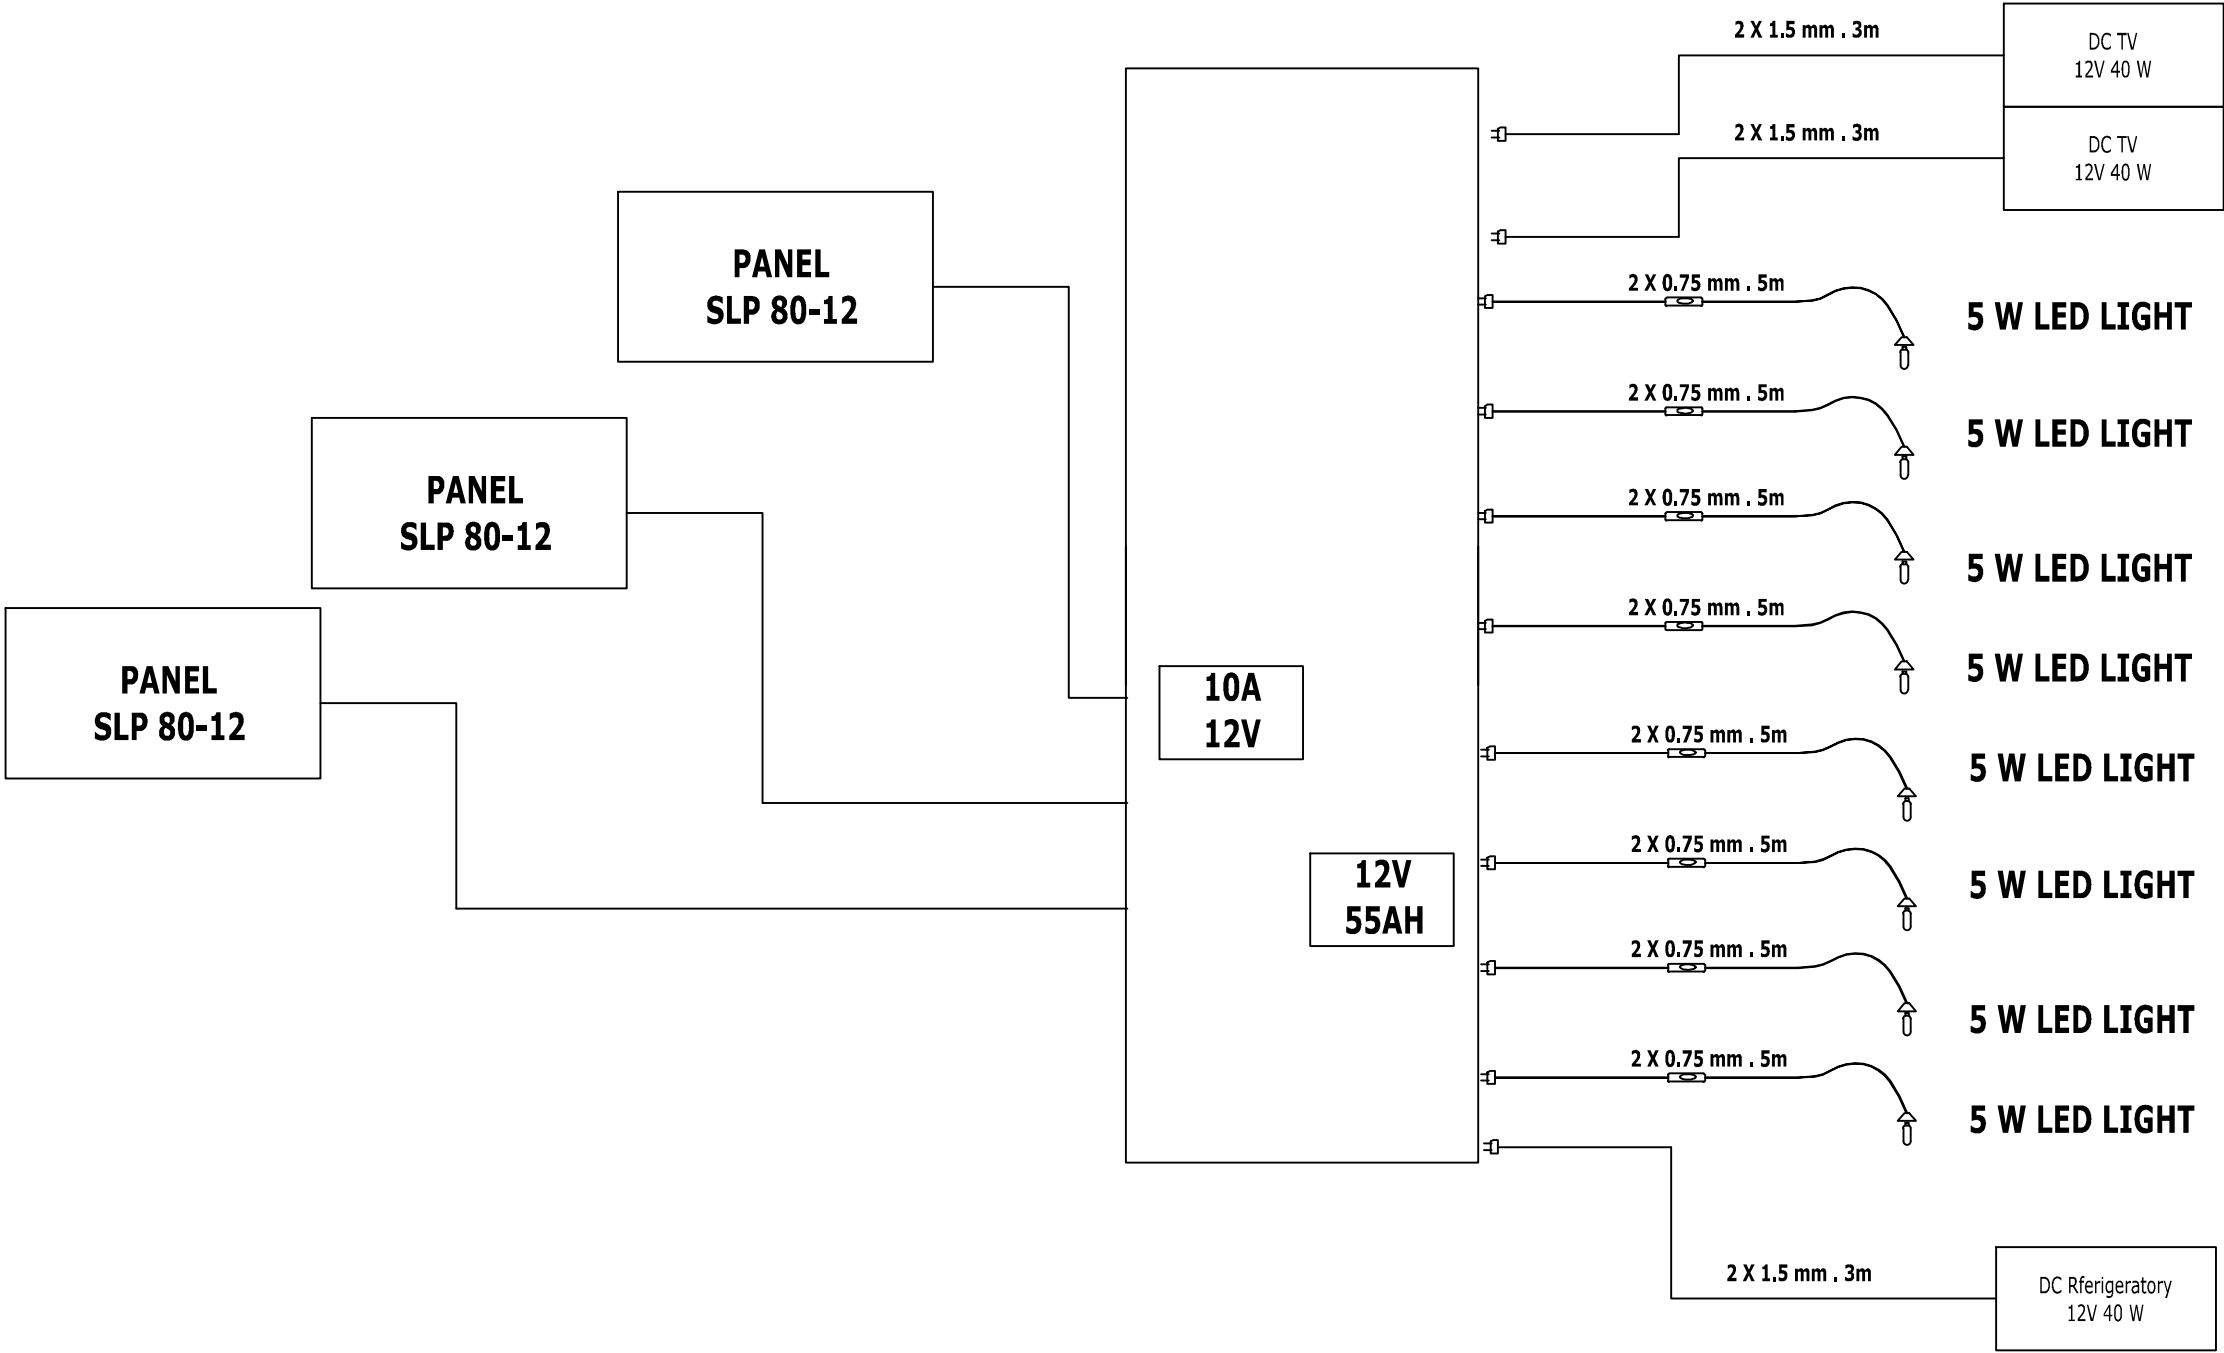 2 X 1.5 mm . 3m
DC TV
12V 40 W
2 X 1.5 mm . 3m
DC TV
12V 40 W
PANEL
SLP 80-12
PANEL
SLP 80-12
PANEL
SLP 80-12
10A
12V
12V
55AH
2 X 0.75 mm . 5m
5 W LED LIGHT
2 X 0.75 mm . 5m
5 W LED LIGHT
2 X 0.75 mm . 5m
5 W LED LIGHT
2 X 0.75 mm . 5m
5 W LED LIGHT
2 X 0.75 mm . 5m
5 W LED LIGHT
2 X 0.75 mm . 5m
5 W LED LIGHT
2 X 0.75 mm . 5m
5 W LED LIGHT
2 X 0.75 mm . 5m
5 W LED LIGHT
2 X 1.5 mm . 3m
DC Rferigeratory
12V 40 W